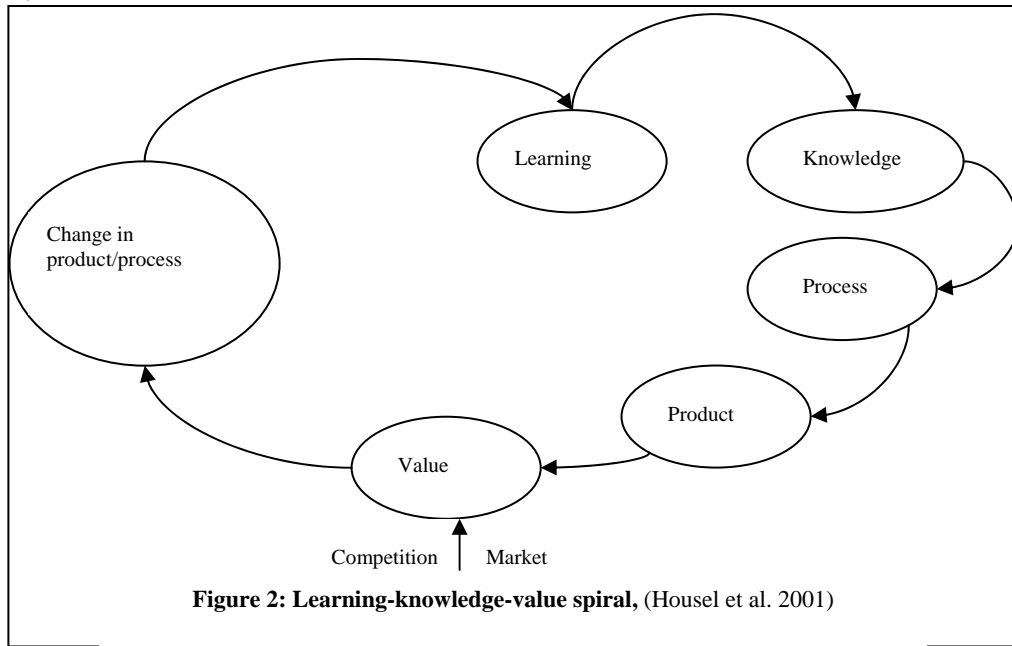 Learning
Knowledge
Change in
product/process
Process
Product
Value
Competition Market
Figure 2: Learning-knowledge-value spiral, (Housel et al. 2001)